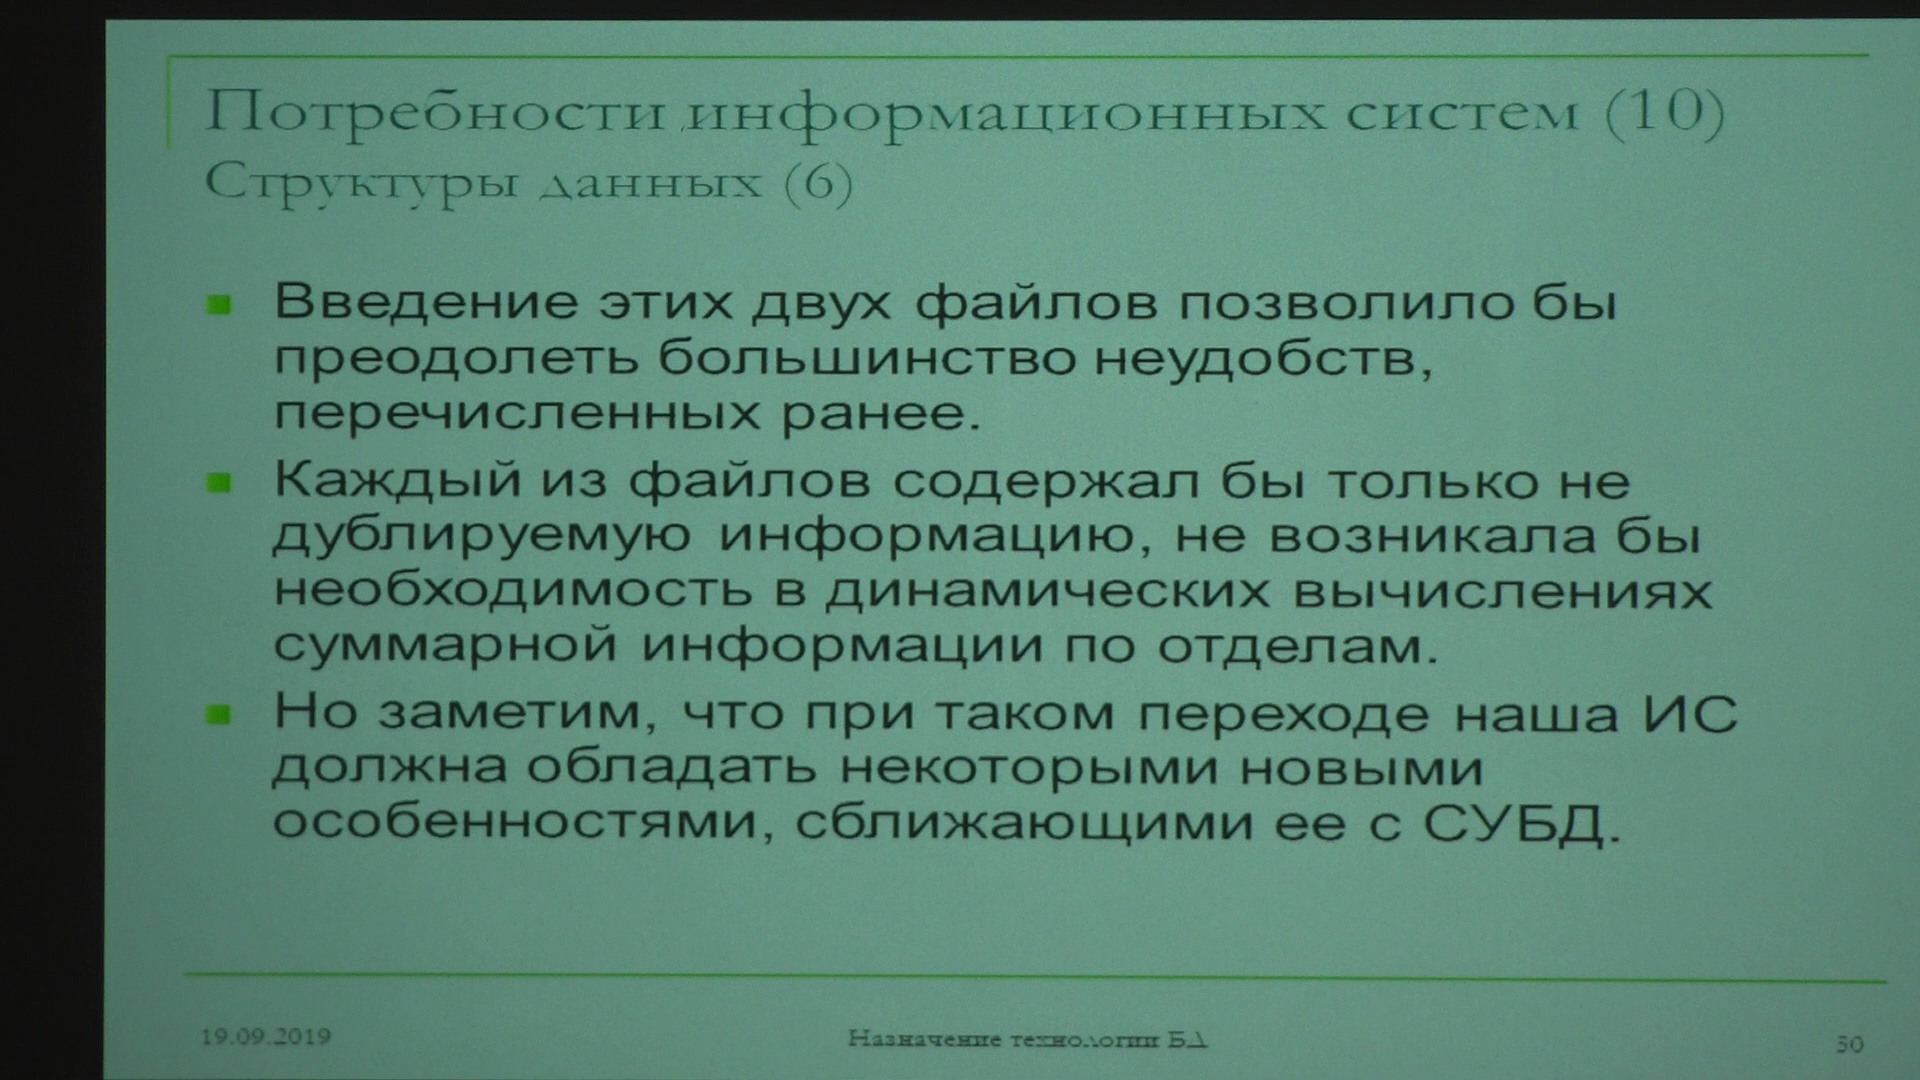 Потребности информационных систем (10)
Структуры данных (6)
Введение этих двух файлов позволило бы
преодолеть большинство неудобств,
перечисленных ранее.
Каждый из файлов содержал бы только не
дублируемую информацию, не возникала бы
необходимость в динамических вычислениях
суммарной информации по отделам.
Но заметим, что при таком переходе наша ИС
должна обладать некоторыми новыми
особенностями, сближающими ее с СУБД.
19.09.2019
Назначение технологии БД